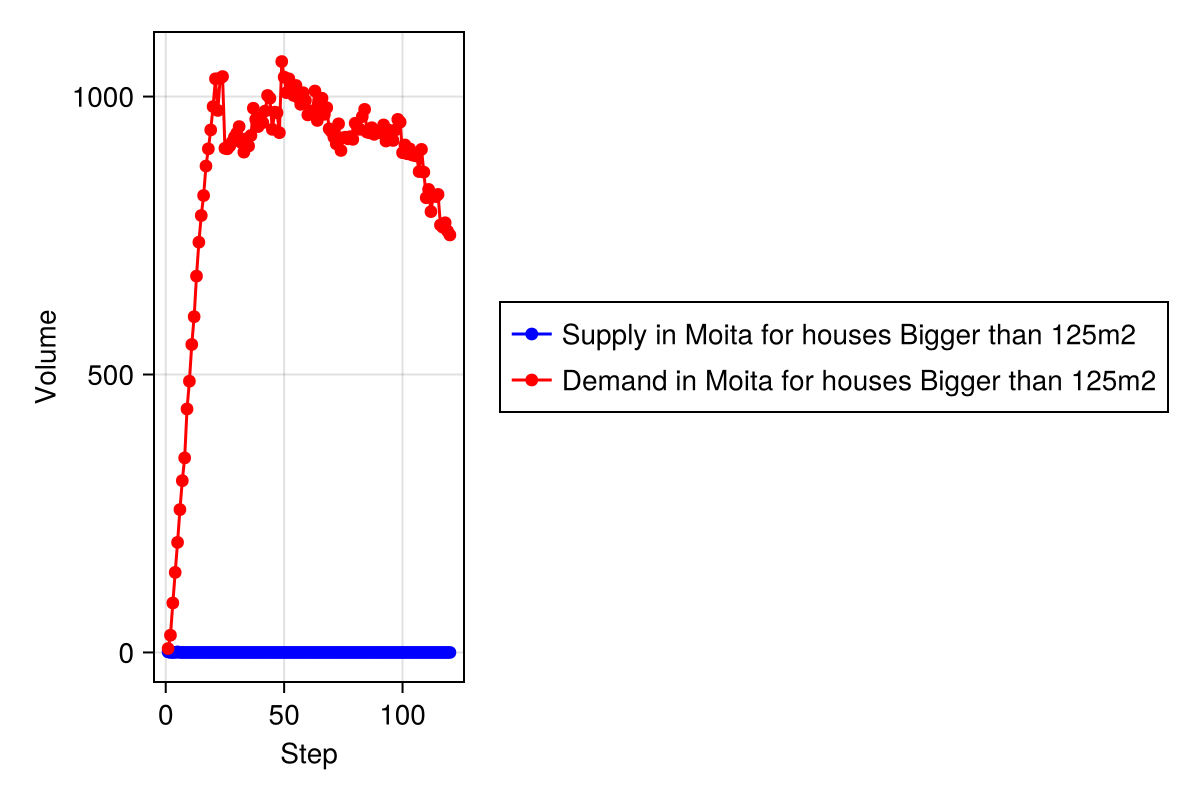 1000
500
0
Volume
0 50 100
Step
Supply in Moita for houses Bigger than 125m2
Demand in Moita for houses Bigger than 125m2